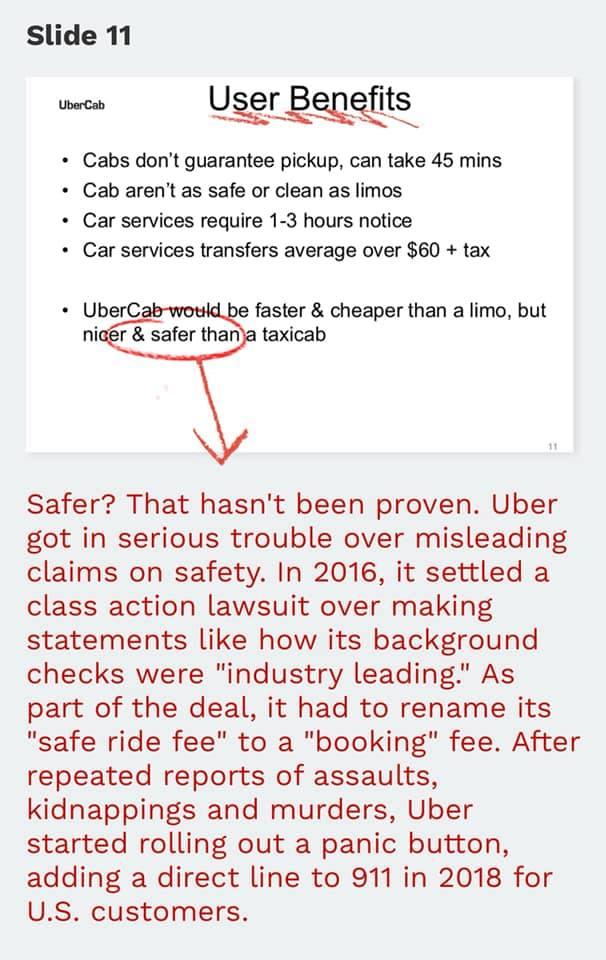 Slide 11
UberCab
User Benefits
• Cabs don't guarantee pickup, can take 45 mins
• Cab aren't as safe or clean as limos
• Car services require 1-3 hours notice
• Car services transfers average over $60 + tax
• UberCab would be faster & cheaper than a limo, but
nicer & safer than a taxicab
11
Safer? That hasn't been proven. Uber
got in serious trouble over misleading
claims on safety. In 2016, it settled a
class action lawsuit over making
statements like how its background
checks were "industry leading." As
part of the deal, it had to rename its
"safe ride fee" to a "booking" fee. After
repeated reports of assaults,
kidnappings and murders, Uber
started rolling out a panic button,
adding a direct line to 911 in 2018 for
U.S. customers.